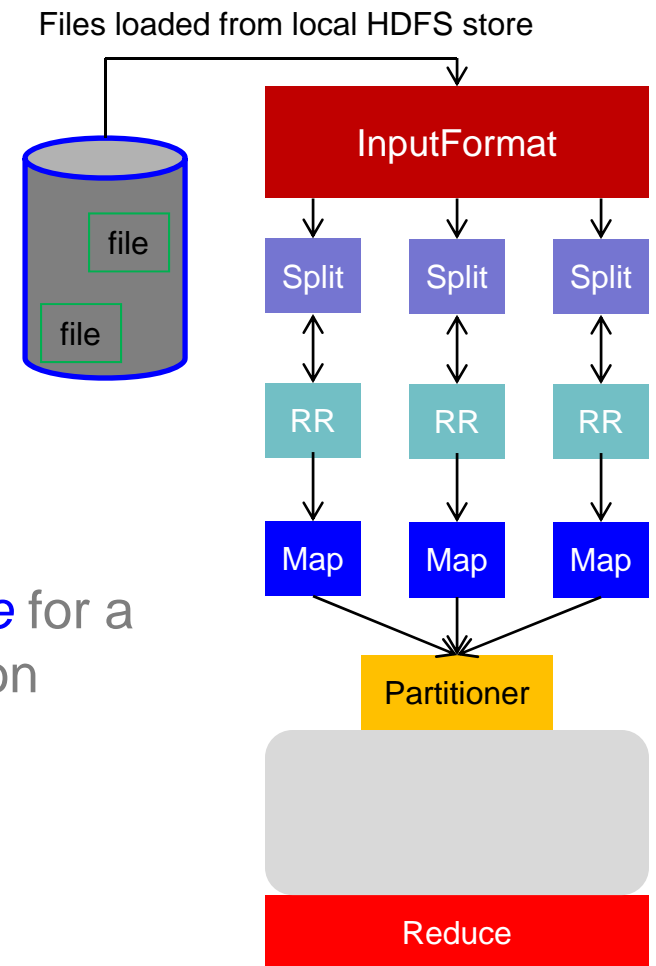 Files loaded from local HDFS store
InputFormat
file
file
Split Split Split
RR RR RR
Map Map Map
for a
on
Partitioner
Reduce